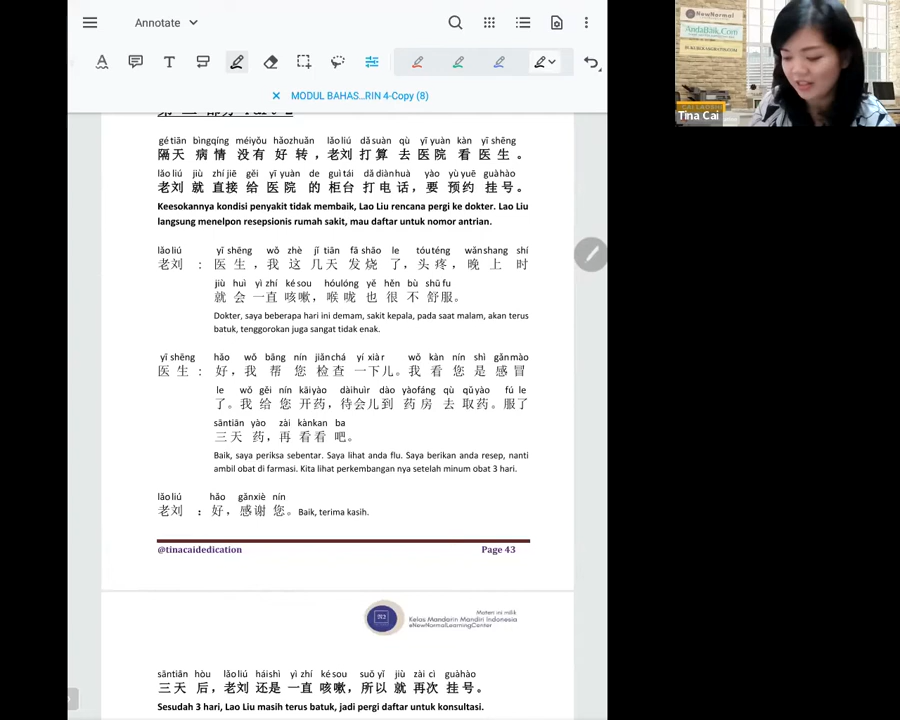 Annotate
MODUL BAHAS...RIN 4-Copy (8)
gétiān bìngqíng méiyǒu hǎozhuǎn lǎoliú dǎsuàn qù yīyuàn kàn yīshēng
隔天 病情 没有 好转，老刘 打算 去 医院 看 医生。
lǎoliú jiù zhíjiē gěi yīyuàn de guìtái dǎdiànhuà yào yùyuē guàhào
老刘 就 直接 给 医院 的 柜台 打电话，要 预约 挂号。
Keesokannya kondisi penyakit tidak membaik, Lao Liu rencana pergi ke dokter. Lao Liu
langsung menelpon resepsionis rumah sakit, mau daftar untuk nomor antrian.
lǎoliú yīshēng wǒ zhè jǐtiān fāshāo le tóuténg wǎnshang shí
老刘 ：医生，我 这 几天 发烧 了，头疼，晚上 时
jiù huì yìzhí késou hóulóng yě hěn bù shūfu
就 会 一直 咳嗽，喉咙 也 很 不 舒服。
Dokter, saya beberapa hari ini demam, sakit kepala, pada saat malam, akan terus
batuk, tenggorokan juga sangat tidak enak.
yīshēng hǎo wǒ bāng nín jiǎnchá yíxiàr wǒ kàn nín shì gǎnmào
医生 ：好，我 帮 您 检查 一下儿。我 看 您 是 感冒
le wǒ gěi nín kāiyào dàihuìr dào yàofáng qù qǔyào fú le
了。我 给 您 开药，待会儿到 药房 去 取药。服了
sāntiān yào zài kànkan ba
三天 药，再 看看 吧。
Baik, saya periksa sebentar. Saya lihat anda flu. Saya berikan anda resep, nanti
ambil obat di farmasi. Kita lihat perkembangan nya setelah minum obat 3 hari.
lǎoliú hǎo gǎnxiè nín
老刘 ：好，感谢 您。Baik, terima kasih.
@tinacaidedication Page 43
Materi ini milik
Kelas Mandarin Mandiri Indonesia
#NewNormalLearningCenter
sāntiān hòu lǎoliú háishì yìzhí késou suǒyǐ jiù zàicì guàhào
三天 后，老刘 还是 一直 咳嗽，所以 就 再次 挂号。
Sesudah 3 hari, Lao Liu masih terus batuk, jadi pergi daftar untuk konsultasi.
NewNormal
AndaBaik.Com
Tina Cai